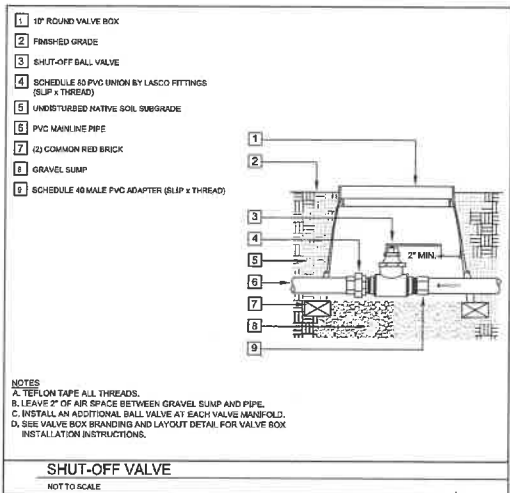 1 10" ROUND VALVE BOX
2 FINISHED GRADE
3 SHUT-OFF BALL VALVE
4 SCHEDULE 80 PVC UNION BY LASCO FITTINGS
(SLIP x THREAD)
5 UNDISTURBED NATIVE SOIL SUBGRADE
6 PVC MAINLINE PIPE
7 (2) COMMON RED BRICK
8 GRAVEL SUMP
9 SCHEDULE 40 MALE PVC ADAPTER (SLIP x THREAD)
1
2
3
4
2" MIN.
5
6
7
8
9
NOTES
A. TEFLON TAPE ALL THREADS.
B. LEAVE 2" OF AIR SPACE BETWEEN GRAVEL SUMP AND PIPE.
C. INSTALL AN ADDITIONAL BALL VALVE AT EACH VALVE MANIFOLD.
D. SEE VALVE BOX BRANDING AND LAYOUT DETAIL FOR VALVE BOX
INSTALLATION INSTRUCTIONS.
SHUT-OFF VALVE
NOT TO SCALE